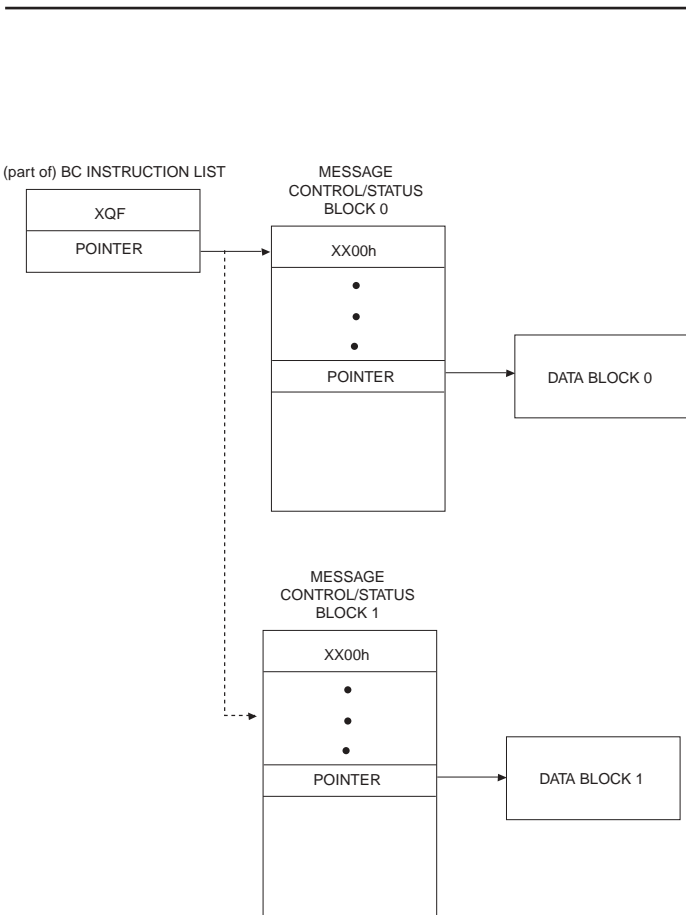 (part of) BC INSTRUCTION LIST
XQF
POINTER
MESSAGE
CONTROL/STATUS
BLOCK 0
XX00h
POINTER
DATA BLOCK 0
MESSAGE
CONTROL/STATUS
BLOCK 1
XX00h
POINTER
DATA BLOCK 1